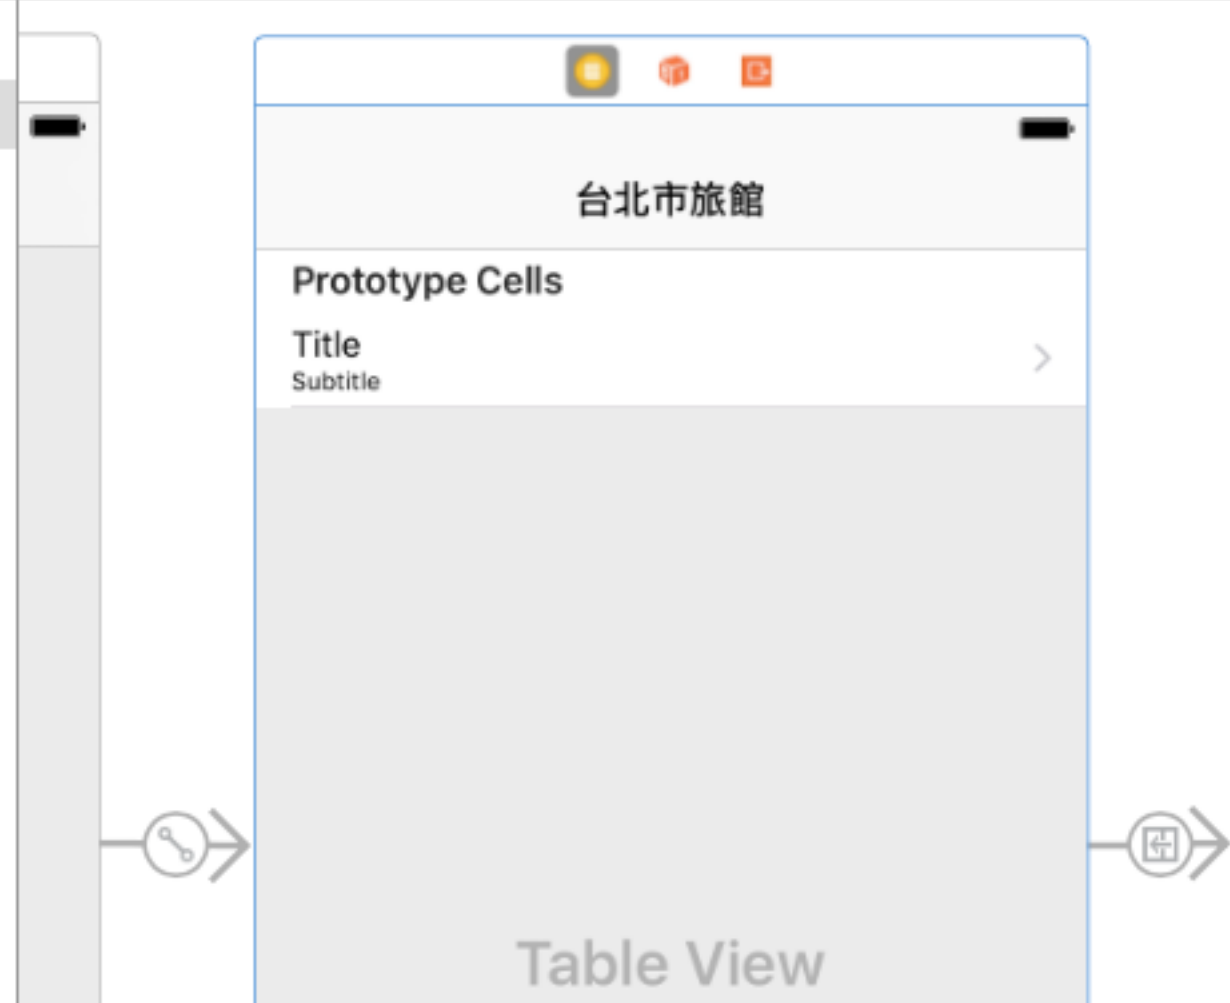 台北市旅館
Prototype Cells
Title
Subtitle
Table View